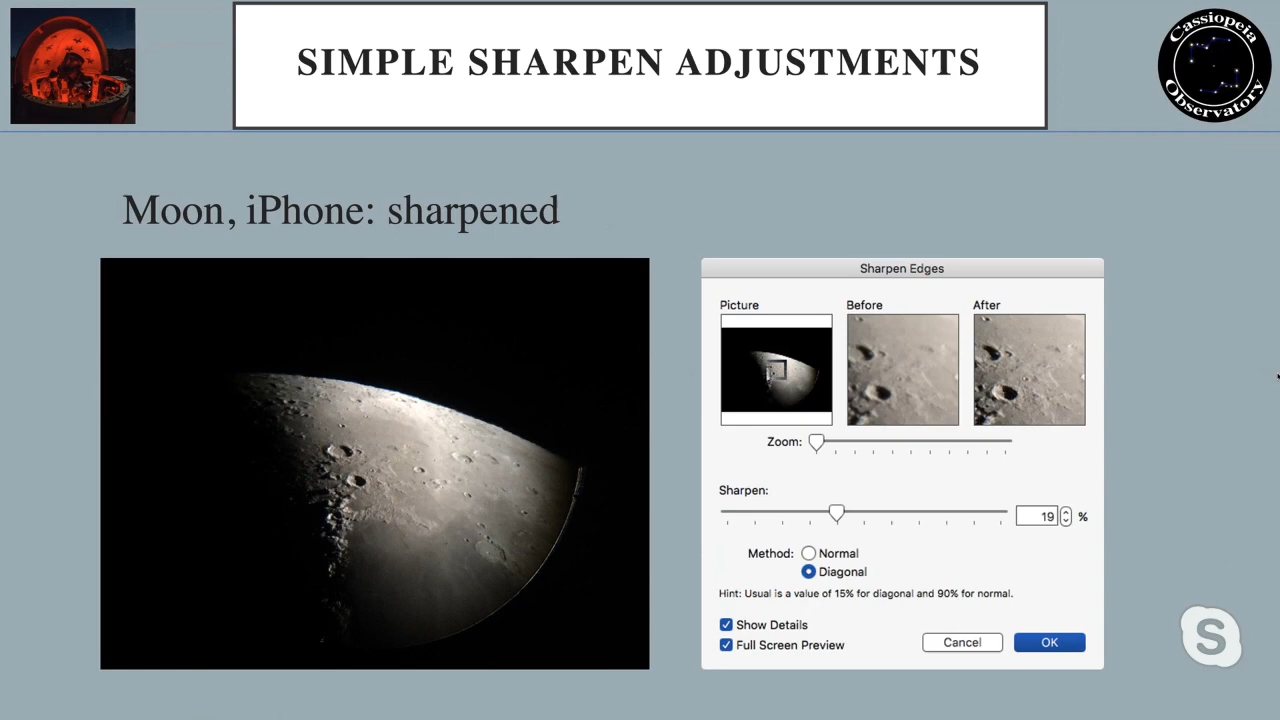 SIMPLE SHARPEN ADJUSTMENTS
Cassiopeia
Observatory
Moon, iPhone: sharpened
Sharpen Edges
Picture
Before
After
Zoom:
Sharpen:
19 %
Method:
Normal
Diagonal
Hint: Usual is a value of 15% for diagonal and 90% for normal.
Show Details
Full Screen Preview
Cancel
OK
S